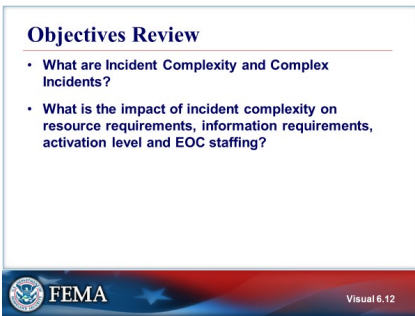 Objectives Review
• What are Incident Complexity and Complex
Incidents?
• What is the impact of incident complexity on
resource requirements, information requirements,
activation level and EOC staffing?
FEMA
Visual 6.12